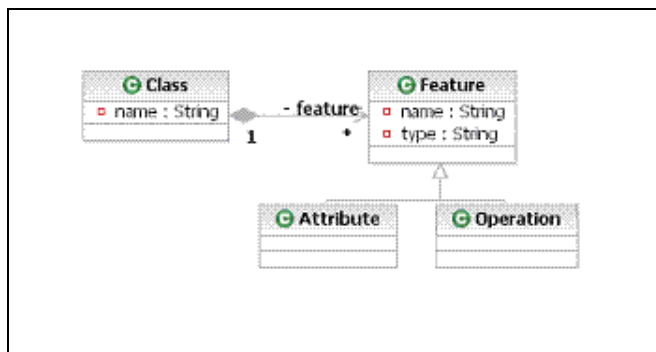 Class
name : String
1
- feature
*
Feature
name : String
type : String
Attribute
Operation